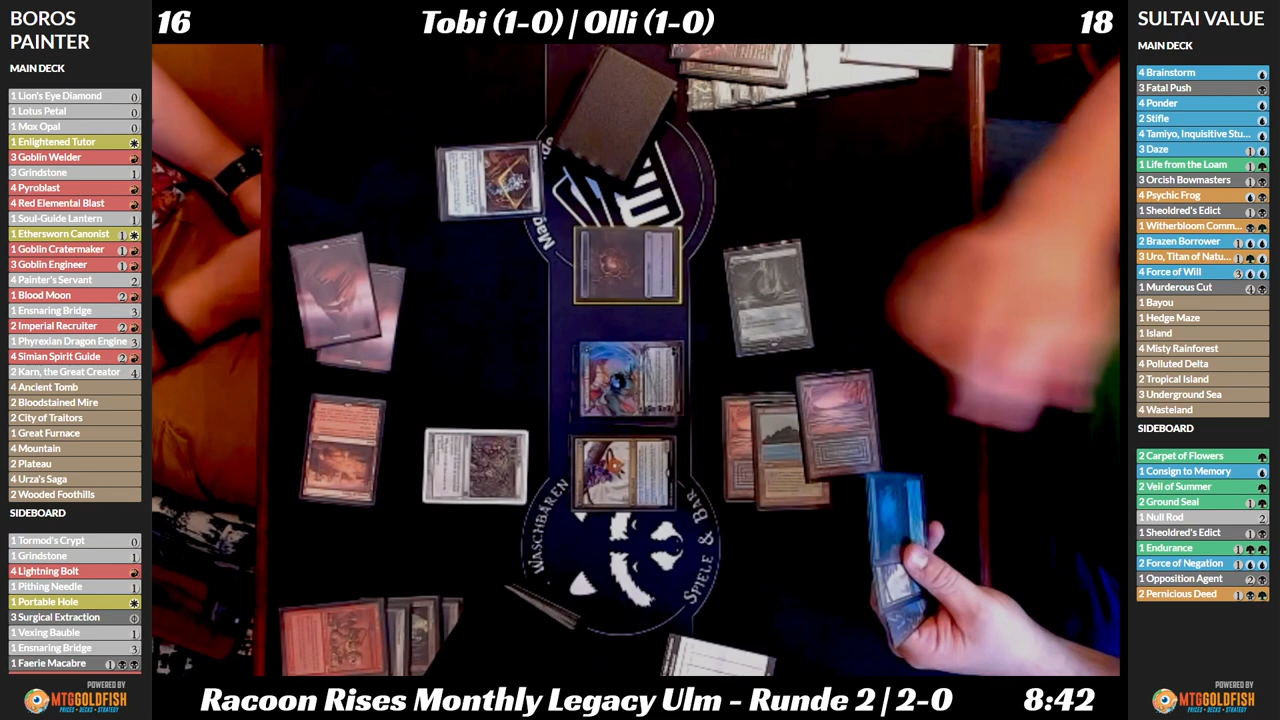 BOROS
PAINTER
16
Tobi (1-0) | Olli (1-0)
18
SULTAI VALUE
MAIN DECK
1 Lion's Eye Diamond 0
1 Lotus Petal 0
1 Mox Opal 0
1 Enlightened Tutor
3 Goblin Welder
3 Grindstone 1
4 Pyroblast
4 Red Elemental Blast
1 Soul-Guide Lantern 1
1 Ethersworn Canonist 1
1 Goblin Cratermaker 1
3 Goblin Engineer 1
4 Painter's Servant 2
1 Blood Moon 2
1 Ensnaring Bridge 3
2 Imperial Recruiter 2
1 Phyrexian Dragon Engine 3
4 Simian Spirit Guide 2
2 Karn, the Great Creator 4
4 Ancient Tomb
2 Bloodstained Mire
2 City of Traitors
1 Great Furnace
4 Mountain
2 Plateau
4 Urza's Saga
2 Wooded Foothills
SIDEBOARD
1 Tormod's Crypt 0
1 Grindstone 1
4 Lightning Bolt
1 Pithing Needle 1
1 Portable Hole
3 Surgical Extraction
1 Vexing Bauble 1
1 Ensnaring Bridge 3
1 Faerie Macabre 1
POWERED BY
MTGGOLDFISH
PRICES • DECKS • STRATEGY
MAIN DECK
4 Brainstorm
3 Fatal Push
4 Ponder
2 Stifle
4 Tamiyo, Inquisitive Stu...
3 Daze 1
1 Life from the Loam 1
3 Orcish Bowmasters 1
4 Psychic Frog
1 Sheoldred's Edict 1
1 Witherbloom Comm...
2 Brazen Borrower 1
3 Uro, Titan of Natu... 1
4 Force of Will 3
1 Murderous Cut 4
1 Bayou
1 Hedge Maze
1 Island
4 Misty Rainforest
4 Polluted Delta
2 Tropical Island
3 Underground Sea
4 Wasteland
SIDEBOARD
2 Carpet of Flowers
1 Consign to Memory
2 Veil of Summer
2 Ground Seal 1
1 Null Rod 2
1 Sheoldred's Edict 1
1 Endurance 1
2 Force of Negation 1
1 Opposition Agent 2
2 Pernicious Deed 1
POWERED BY
MTGGOLDFISH
PRICES • DECKS • STRATEGY
WASCHBÄREN
SPIELE & BAR
Racoon Rises Monthly Legacy Ulm - Runde 2 | 2-0
8:42